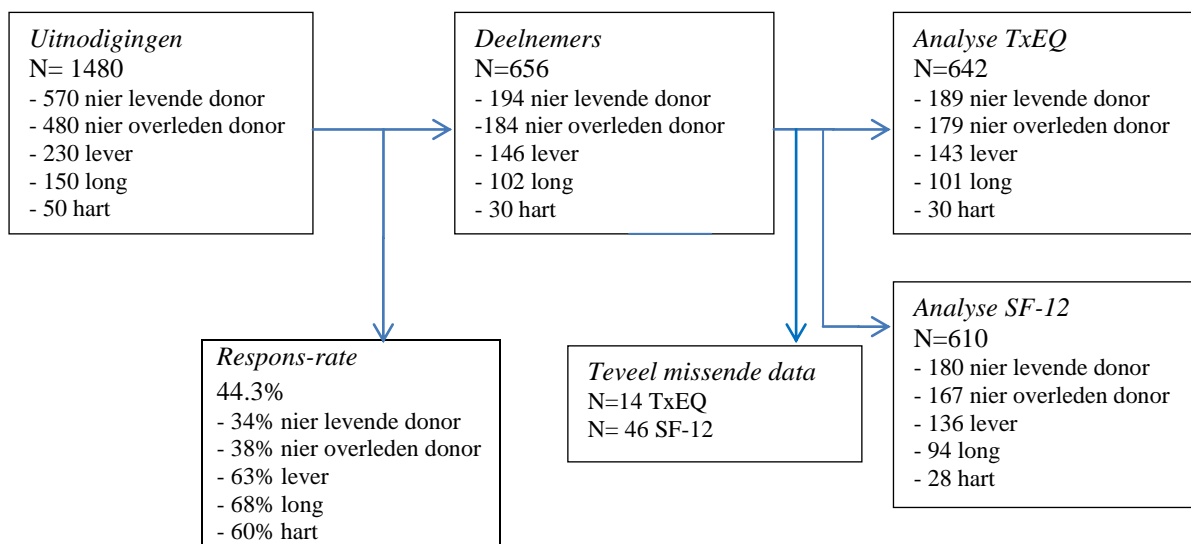 Uitnodigingen
N= 1480
- 570 nier levende donor
- 480 nier overleden donor
- 230 lever
- 150 long
- 50 hart
Deelnemers
N=656
- 194 nier levende donor
-184 nier overleden donor
- 146 lever
- 102 long
- 30 hart
Analyse TxEQ
N=642
- 189 nier levende donor
- 179 nier overleden donor
- 143 lever
- 101 long
- 30 hart
Respons-rate
44.3%
- 34% nier levende donor
- 38% nier overleden donor
- 63% lever
- 68% long
- 60% hart
Teveel missende data
N=14 TxEQ
N= 46 SF-12
Analyse SF-12
N=610
- 180 nier levende donor
- 167 nier overleden donor
- 136 lever
- 94 long
- 28 hart